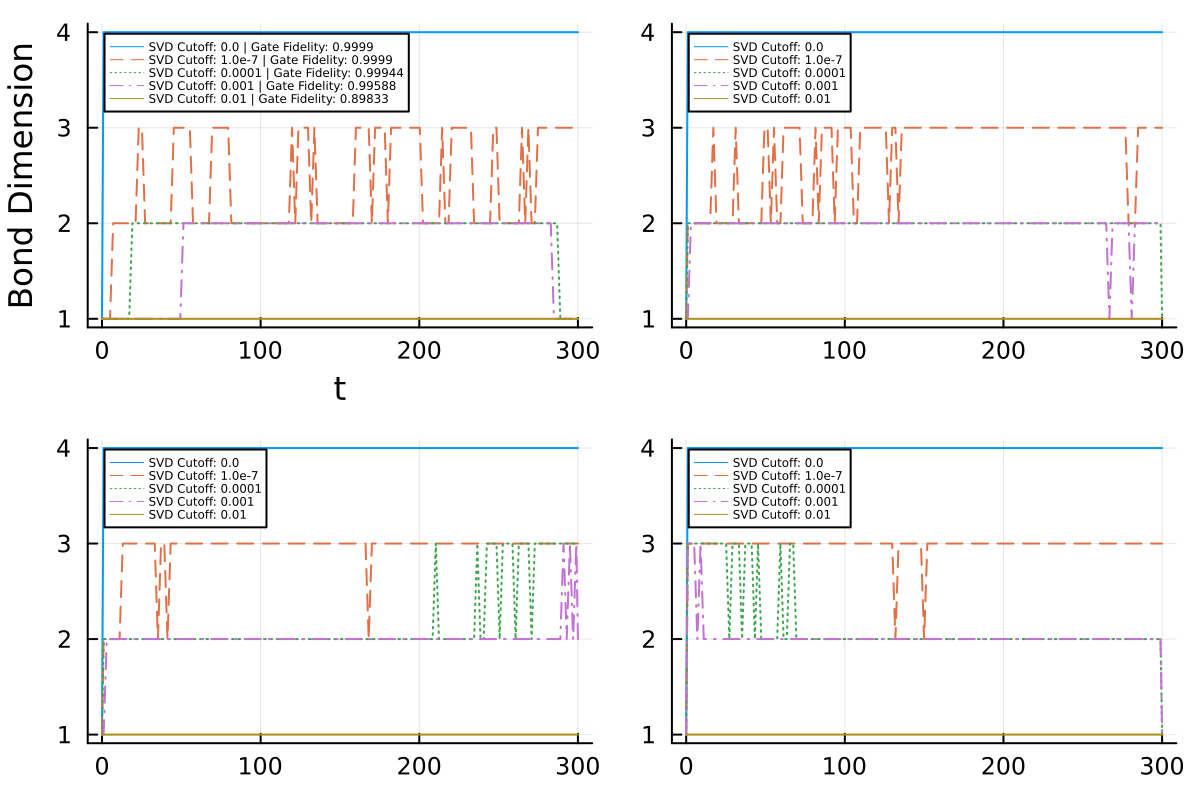 4
SVD Cutoff: 0.0 | Gate Fidelity: 0.9999
SVD Cutoff: 1.0e-7 | Gate Fidelity: 0.9999
SVD Cutoff: 0.0001 | Gate Fidelity: 0.99944
SVD Cutoff: 0.001 | Gate Fidelity: 0.99588
SVD Cutoff: 0.01 | Gate Fidelity: 0.89833
3
2
1
Bond Dimension
0 100 200 300
t
4
SVD Cutoff: 0.0
SVD Cutoff: 1.0e-7
SVD Cutoff: 0.0001
SVD Cutoff: 0.001
SVD Cutoff: 0.01
3
2
1
0 100 200 300
4
SVD Cutoff: 0.0
SVD Cutoff: 1.0e-7
SVD Cutoff: 0.0001
SVD Cutoff: 0.001
SVD Cutoff: 0.01
3
2
1
0 100 200 300
4
SVD Cutoff: 0.0
SVD Cutoff: 1.0e-7
SVD Cutoff: 0.0001
SVD Cutoff: 0.001
SVD Cutoff: 0.01
3
2
1
0 100 200 300